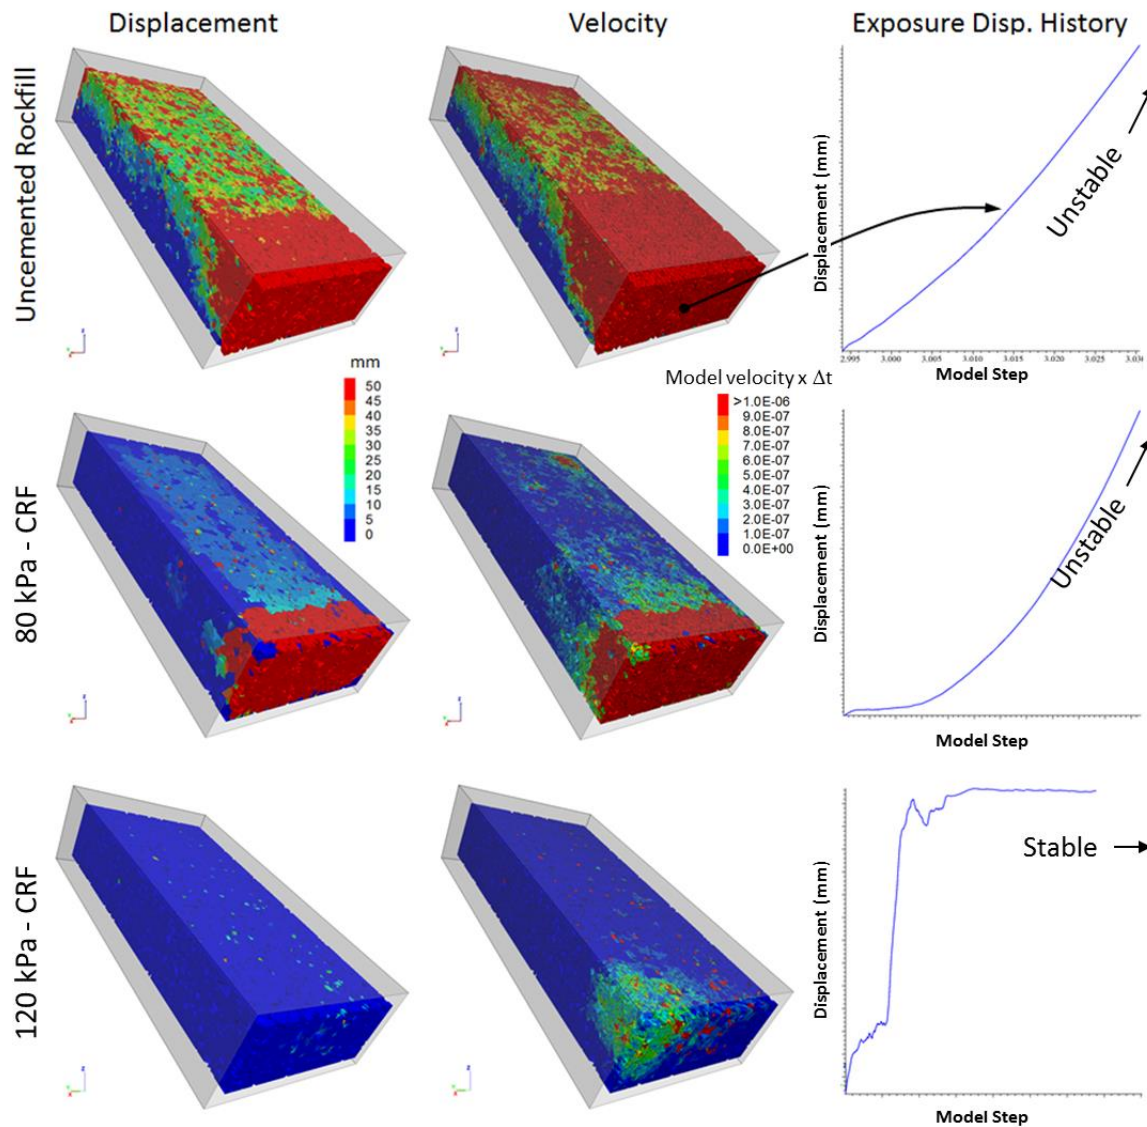 Displacement
Velocity
Exposure Disp. History
Uncemented Rockfill
Displacement (mm)
Unstable
2.995 3.000 3.005 3.010 3.015 3.020 3.025 3.030
Model Step
mm
50
45
40
35
30
25
20
15
10
5
0
Model velocity x Δt
>1.0E-06
9.0E-07
8.0E-07
7.0E-07
6.0E-07
5.0E-07
4.0E-07
3.0E-07
2.0E-07
1.0E-07
0.0E+00
80 kPa - CRF
Displacement (mm)
Unstable
Model Step
120 kPa - CRF
Displacement (mm)
Stable
Model Step